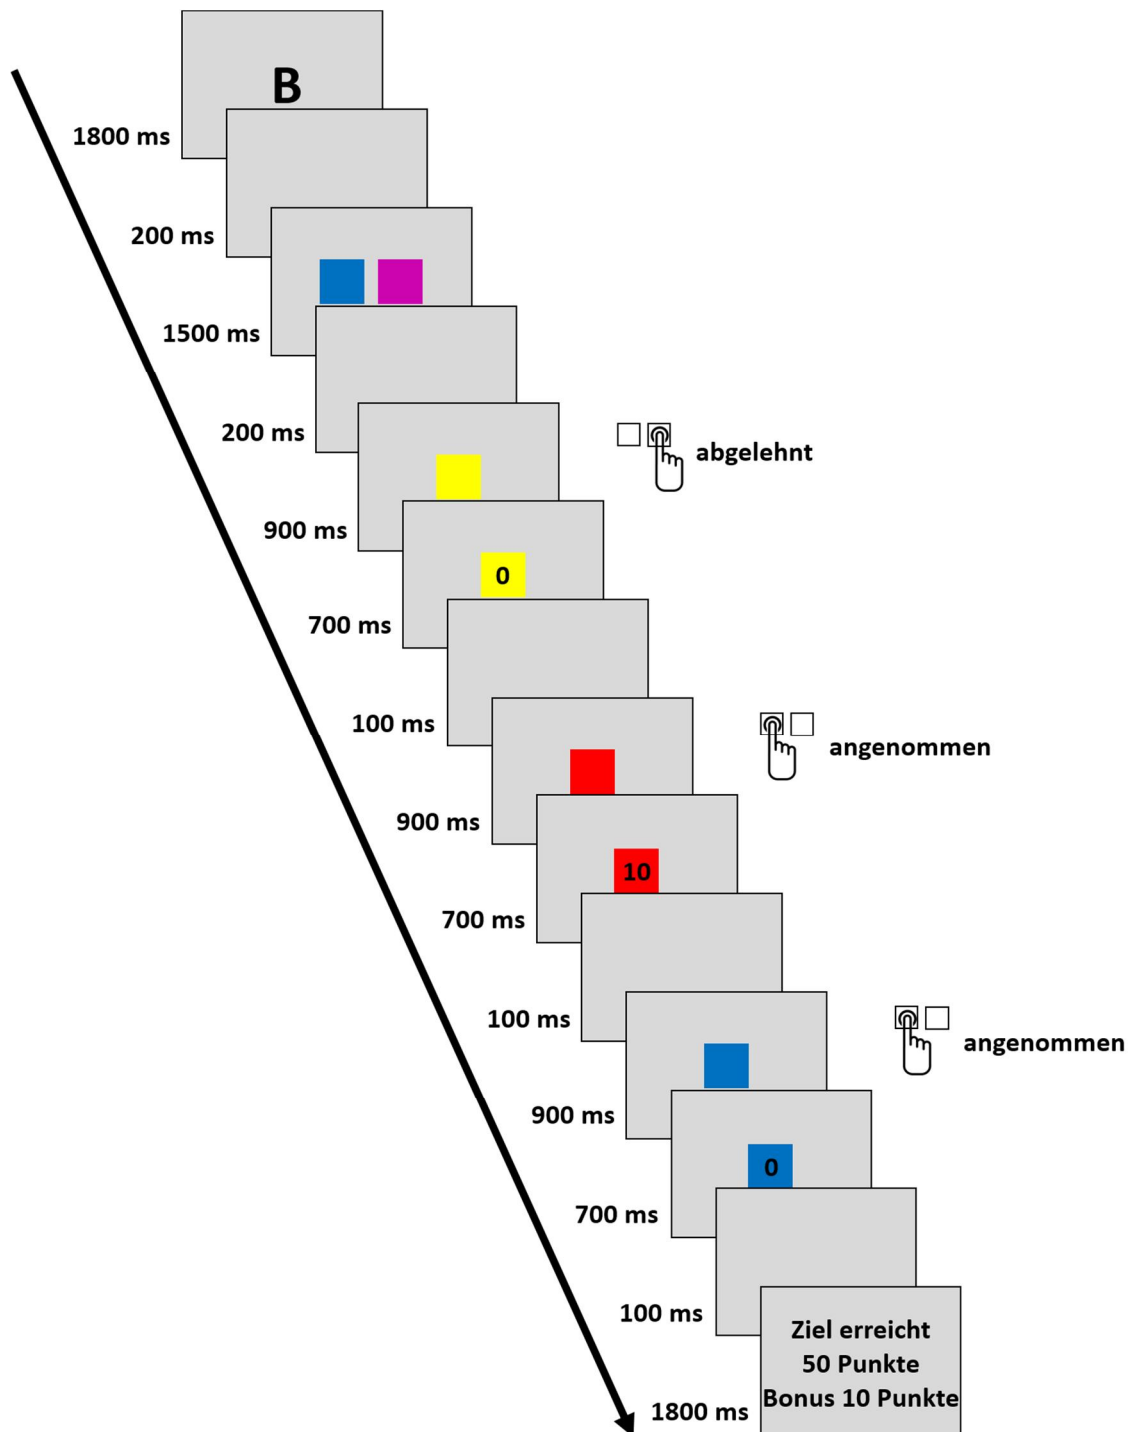 B
1800 ms
200 ms
1500 ms
200 ms
abgelehnt
900 ms
0
700 ms
100 ms
angenommen
900 ms
10
700 ms
100 ms
angenommen
900 ms
0
700 ms
100 ms
Ziel erreicht
50 Punkte
Bonus 10 Punkte
1800 ms